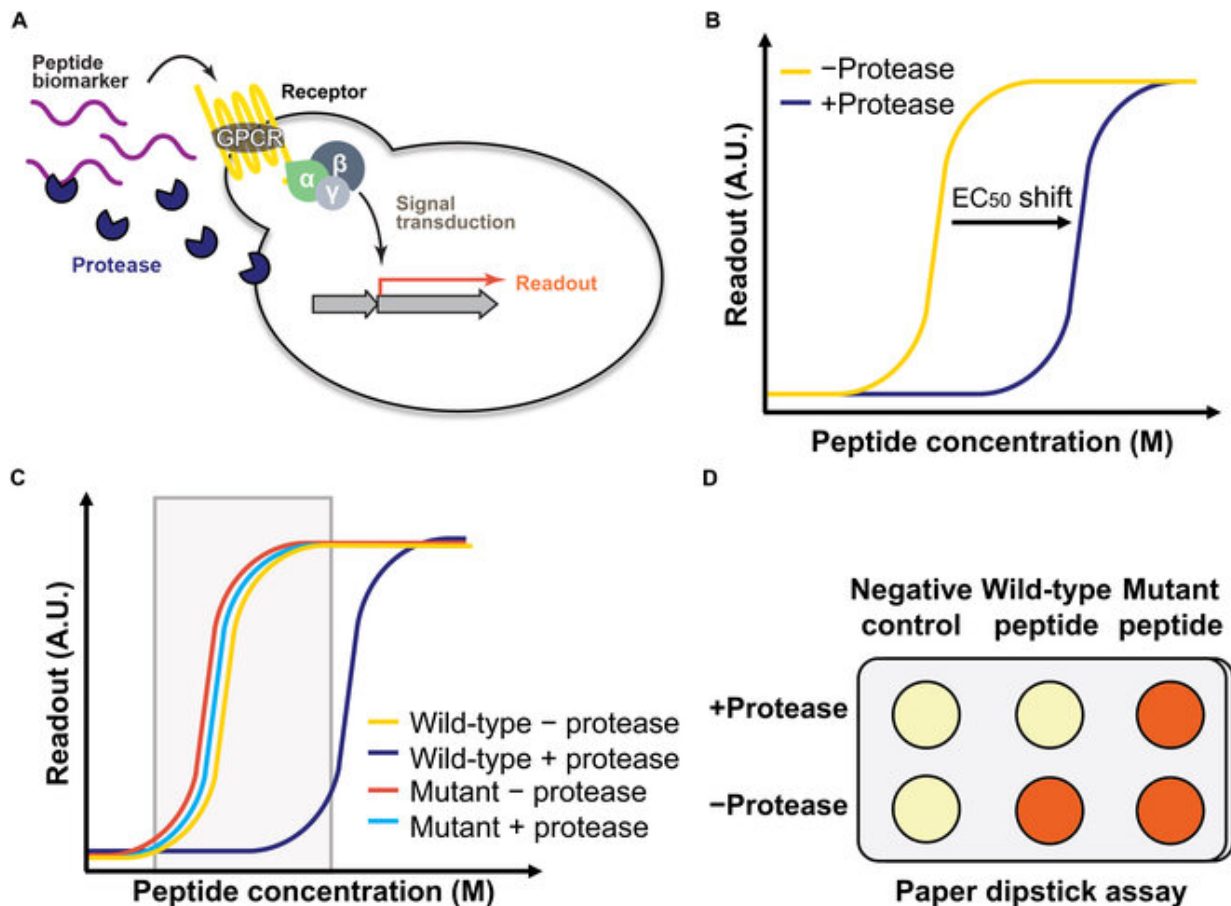 A
Peptide
biomarker
Receptor
GPCR
α
β
γ
Signal
transduction
Protease
Readout
B
−Protease
+Protease
EC50 shift
Readout (A.U.)
Peptide concentration (M)
C
Readout (A.U.)
Wild-type − protease
Wild-type + protease
Mutant − protease
Mutant + protease
Peptide concentration (M)
D
Negative
control
Wild-type
peptide
Mutant
peptide
+Protease
−Protease
Paper dipstick assay